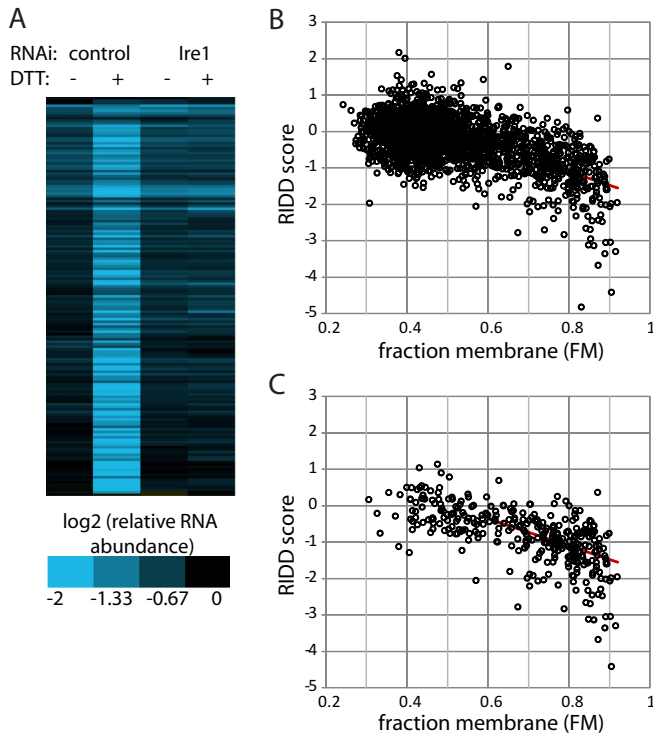 A
RNAi: control Ire1
DTT: - + - +
log2 (relative RNA
abundance)
-2 -1.33 -0.67 0
B
3
2
1
0
-1
-2
-3
-4
-5
RIDD score
0.2 0.4 0.6 0.8 1
fraction membrane (FM)
C
3
2
1
0
-1
-2
-3
-4
-5
RIDD score
0.2 0.4 0.6 0.8 1
fraction membrane (FM)